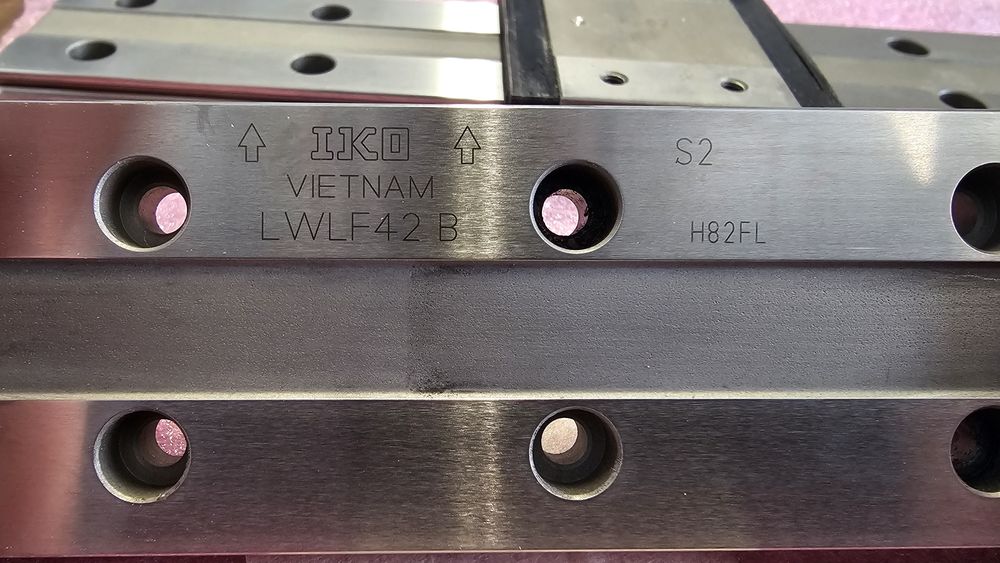 IKO
VIETNAM
LWLF42 B
S2
H82FL